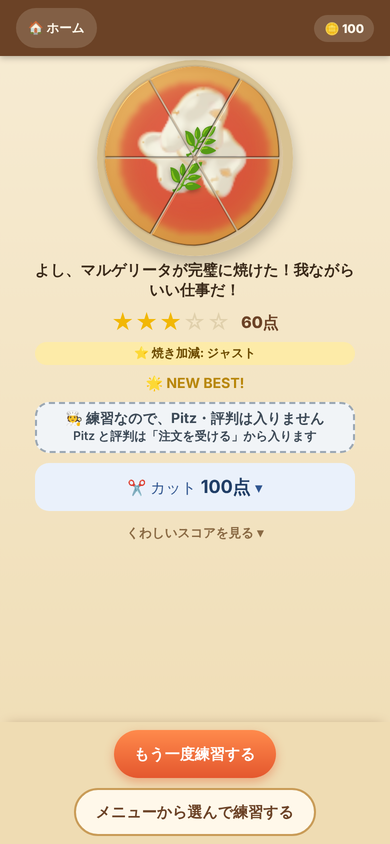 🏠 ホーム
🪙 100
よし、マルゲリータが完璧に焼けた！我ながら
いい仕事だ！
★★★☆☆ 60点
⭐ 焼き加減: ジャスト
🌟 NEW BEST!
🧑‍🍳 練習なので、Pitz・評判は入りません
Pitz と評判は「注文を受ける」から入ります
✂️ カット 100点 ▾
くわしいスコアを見る ▾
もう一度練習する
メニューから選んで練習する